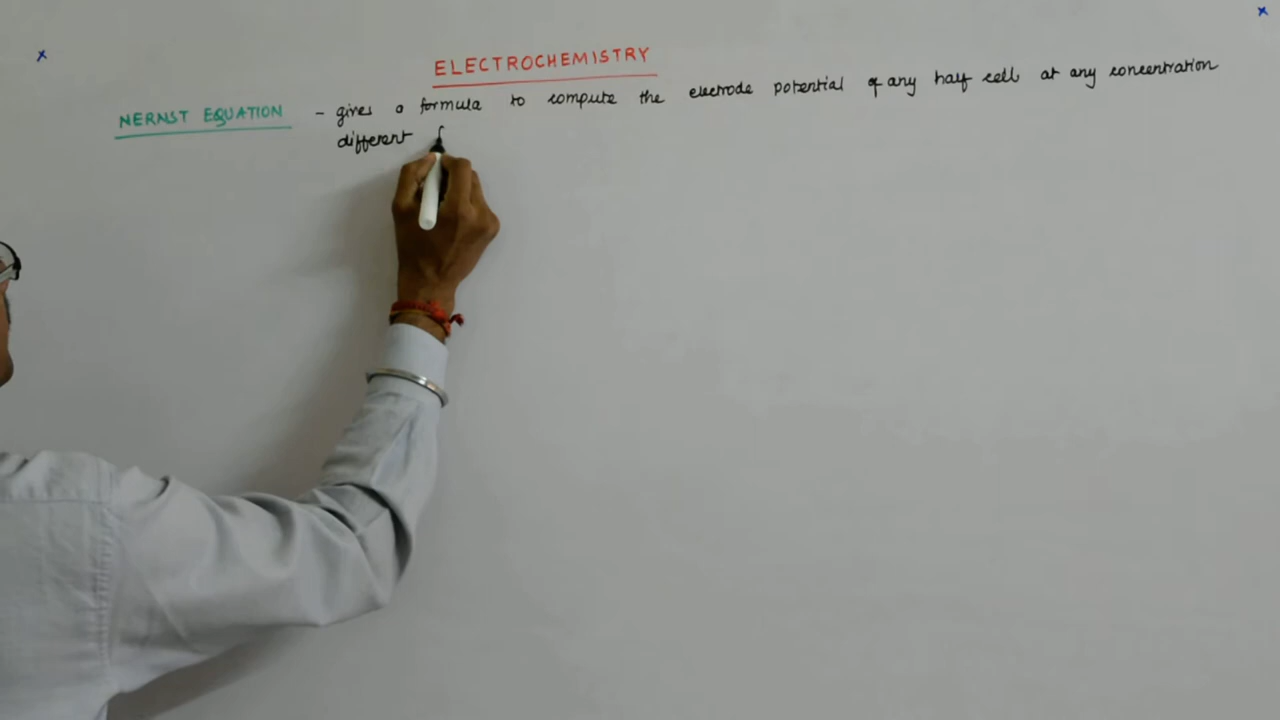 ELECTROCHEMISTRY
NERNST EQUATION - gives a formula to compute the electrode potential of any half cell at any concentration
different f